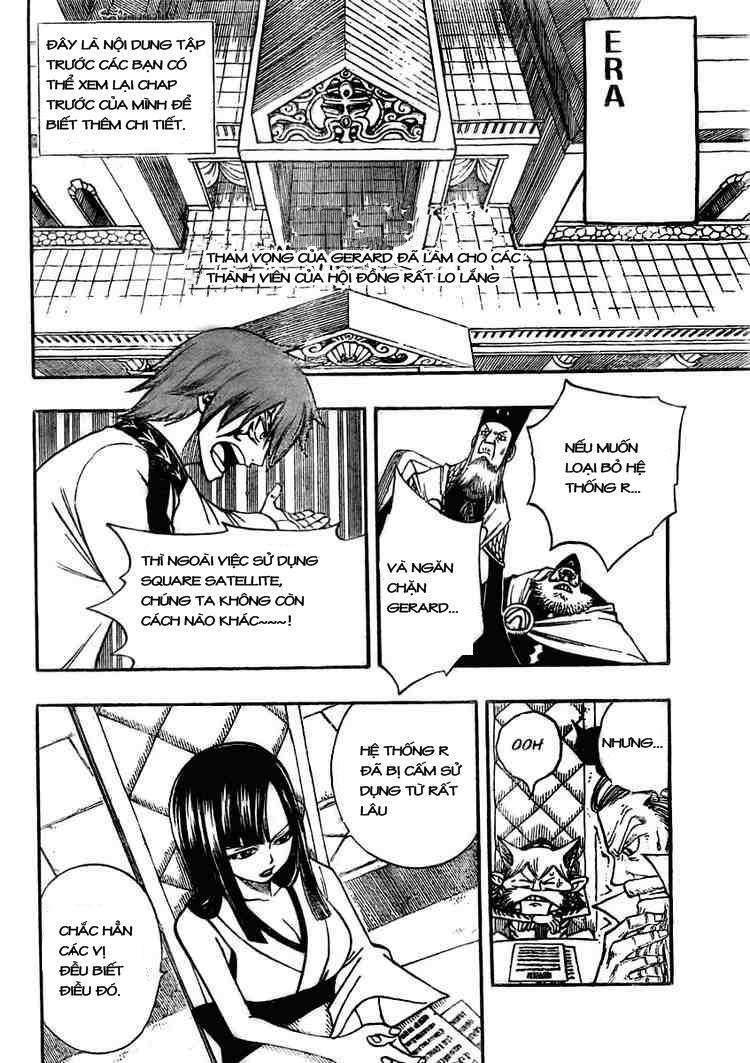 ĐÂY LÀ NỘI DUNG TẬP
TRƯỚC CÁC BẠN CÓ
THỂ XEM LẠI CHAP
TRƯỚC CỦA MÌNH ĐỂ
BIẾT THÊM CHI TIẾT.
ERA
THAM VỌNG CỦA GERARD ĐÃ LÀM CHO CÁC
THÀNH VIÊN CỦA HỘI ĐỒNG RẤT LO LẮNG
NẾU MUỐN
LOẠI BỎ HỆ
THỐNG R...
VÀ NGĂN
CHẶN
GERARD...
THÌ NGOÀI VIỆC SỬ DỤNG
SQUARE SATELLITE,
CHÚNG TA KHÔNG CÒN
CÁCH NÀO KHÁC~~~!
NHƯNG...
OOH
HỆ THỐNG R
ĐÃ BỊ CẤM SỬ
DỤNG TỪ RẤT
LÂU
CHẮC HẲN
CÁC VỊ
ĐỀU BIẾT
ĐIỀU ĐÓ.